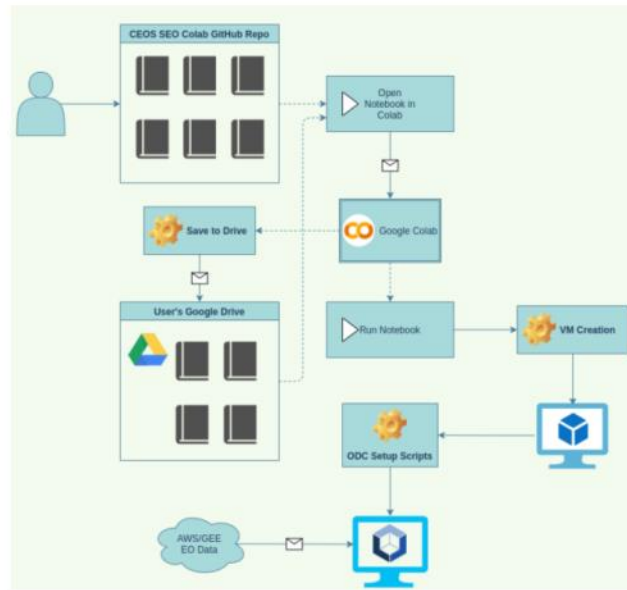 CEOS SEO Colab GitHub Repo
Open
Notebook in
Colab
Save to Drive
Google Colab
User's Google Drive
Run Notebook
VM Creation
ODC Setup Scripts
AWS/GEE
EO Data